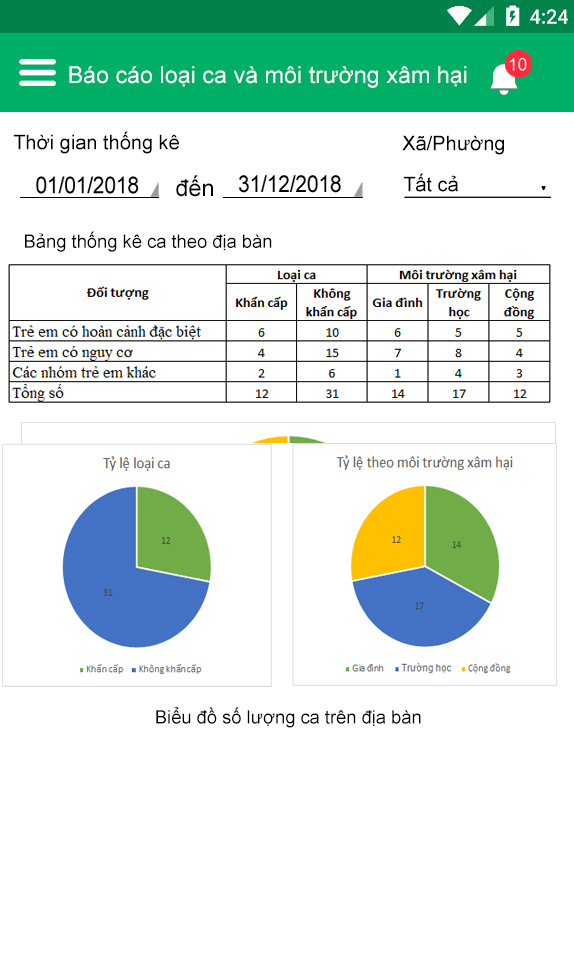 4:24
Báo cáo loại ca và môi trường xâm hại
10
Thời gian thống kê
Xã/Phường
01/01/2018 đến 31/12/2018
Tất cả
Bảng thống kê ca theo địa bàn
Đối tượng Loại ca Môi trường xâm hại
Khẩn cấp Không khẩn cấp Gia đình Trường học Cộng đồng
Trẻ em có hoàn cảnh đặc biệt 6 10 6 5 5
Trẻ em có nguy cơ 4 15 7 8 4
Các nhóm trẻ em khác 2 6 1 4 3
Tổng số 12 31 14 17 12
Tỷ lệ loại ca
12
31
Khẩn cấp Không khẩn cấp
Tỷ lệ theo môi trường xâm hại
12
14
17
Gia đình Trường học Cộng đồng
Biểu đồ số lượng ca trên địa bàn